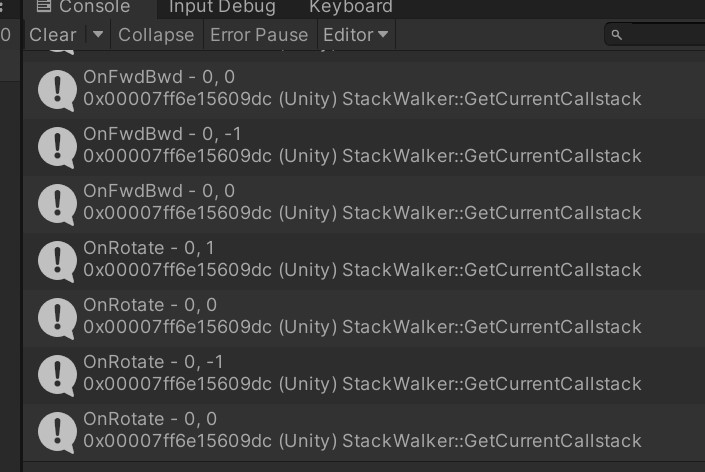 Console Input Debug Keyboard
0 Clear Collapse Error Pause Editor
OnFwdBwd - 0, 0
0x00007ff6e15609dc (Unity) StackWalker::GetCurrentCallstack
OnFwdBwd - 0, -1
0x00007ff6e15609dc (Unity) StackWalker::GetCurrentCallstack
OnFwdBwd - 0, 0
0x00007ff6e15609dc (Unity) StackWalker::GetCurrentCallstack
OnRotate - 0, 1
0x00007ff6e15609dc (Unity) StackWalker::GetCurrentCallstack
OnRotate - 0, 0
0x00007ff6e15609dc (Unity) StackWalker::GetCurrentCallstack
OnRotate - 0, -1
0x00007ff6e15609dc (Unity) StackWalker::GetCurrentCallstack
OnRotate - 0, 0
0x00007ff6e15609dc (Unity) StackWalker::GetCurrentCallstack